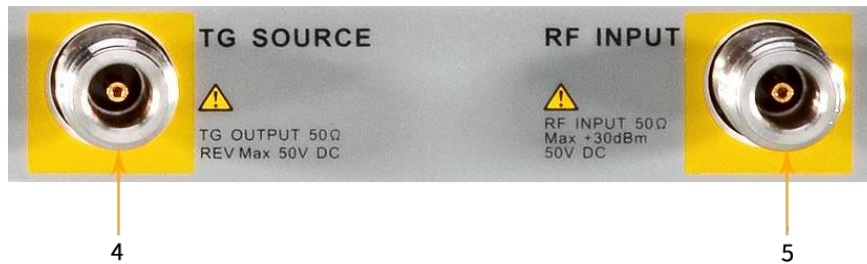 TG SOURCE
TG OUTPUT 50Ω
REV Max 50V DC
RF INPUT
RF INPUT 50Ω
Max +30dBm
50V DC
4
5